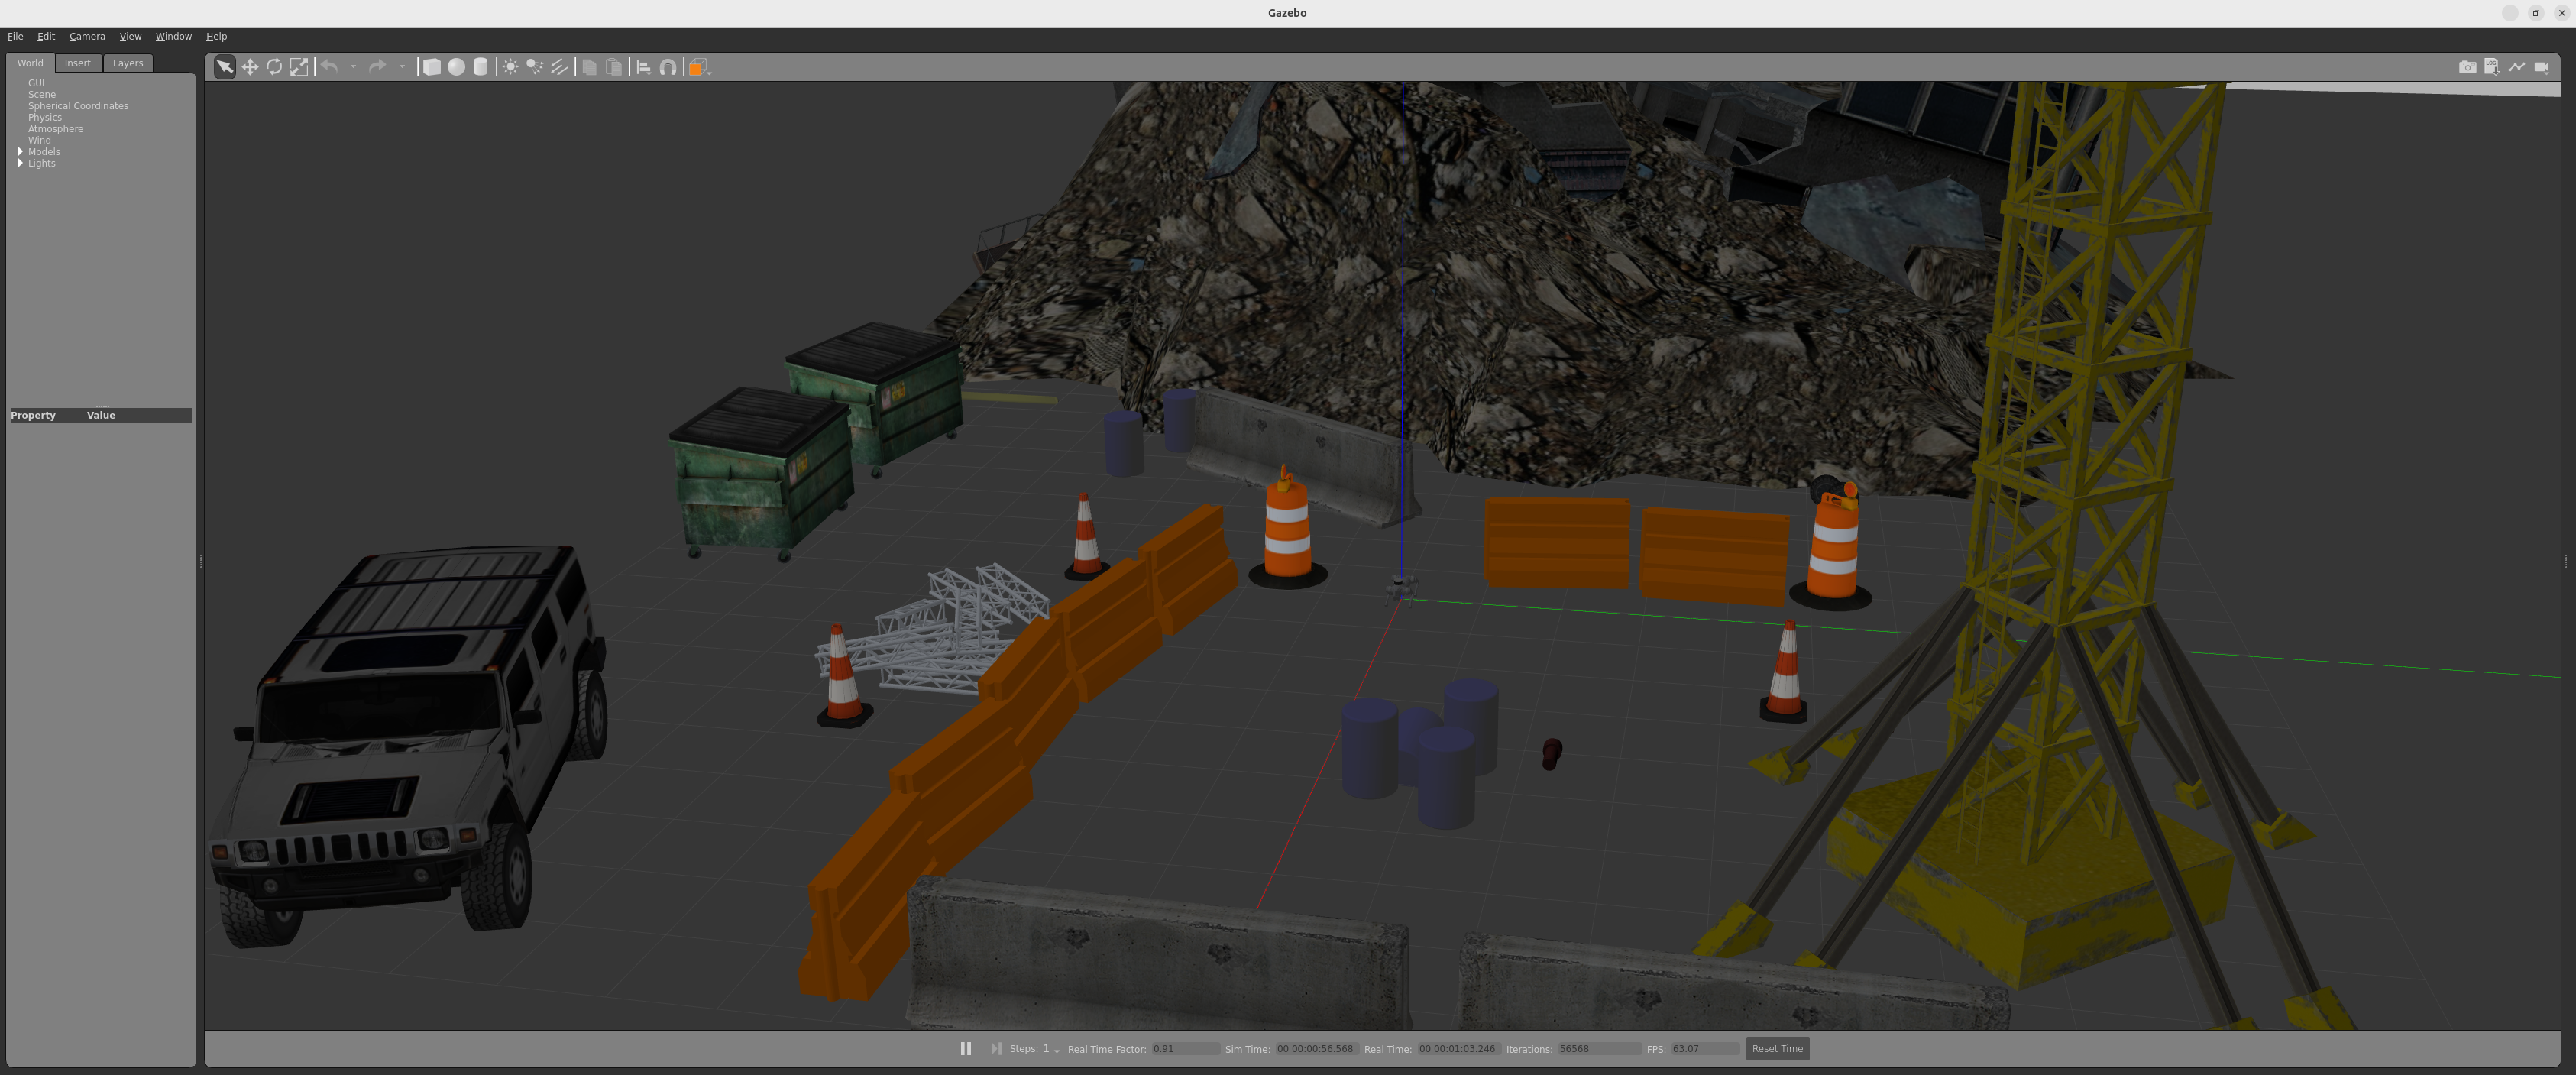 Gazebo
File Edit Camera View Window Help
World Insert Layers
GUI
Scene
Spherical Coordinates
Physics
Atmosphere
Wind
Models
Lights
Property Value
LOG
Steps: 1 Real Time Factor: 0.91 Sim Time: 00 00:00:56.568 Real Time: 00 00:01:03.246 Iterations: 56568 FPS: 63.07 Reset Time